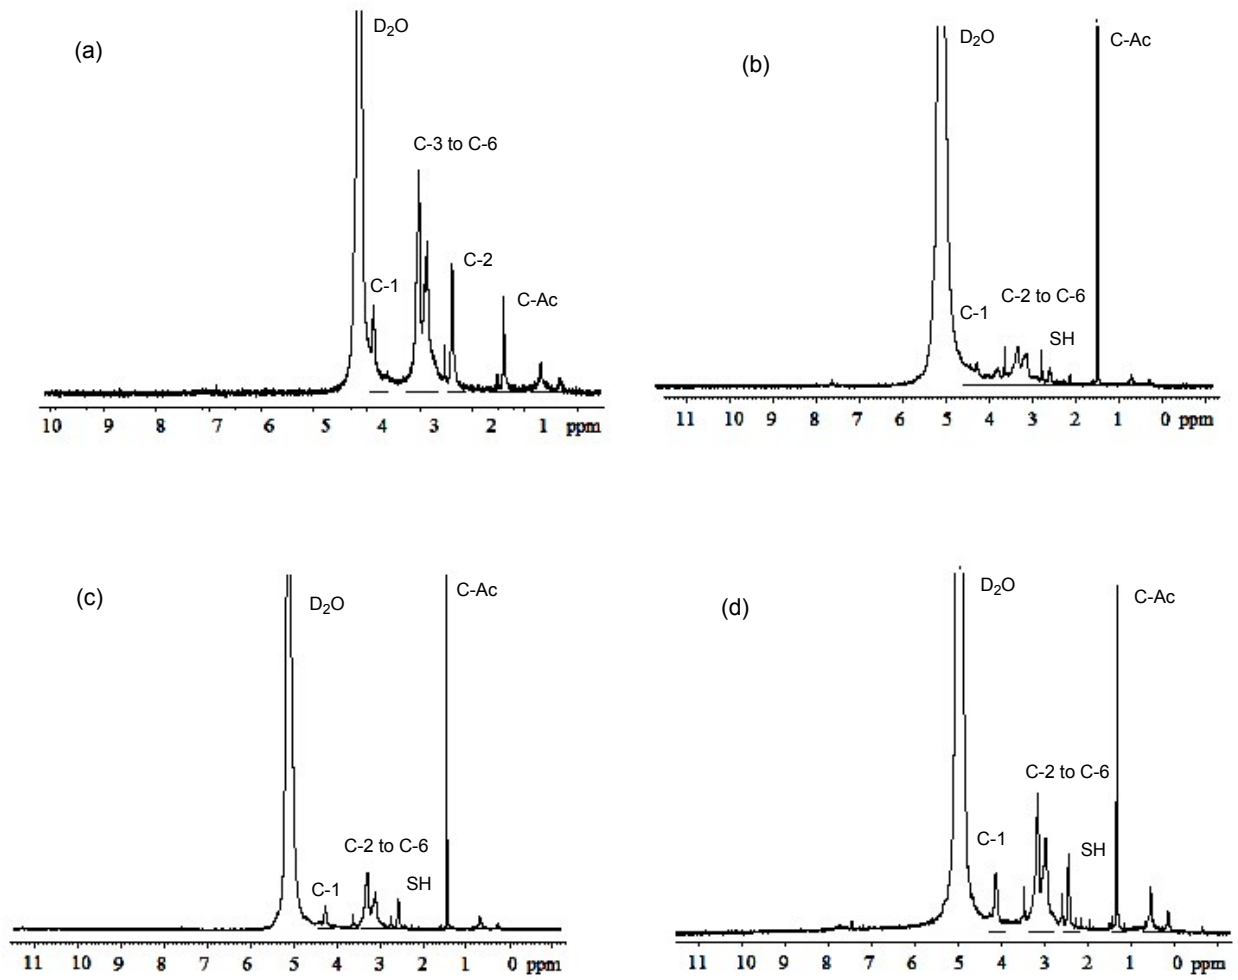 (a)
D₂O
C-3 to C-6
C-1
C-2
C-Ac
10 9 8 7 6 5 4 3 2 1 ppm
(b)
D₂O
C-Ac
C-2 to C-6
C-1
SH
11 10 9 8 7 6 5 4 3 2 1 0 ppm
(c)
D₂O
C-Ac
C-2 to C-6
C-1
SH
11 10 9 8 7 6 5 4 3 2 1 0 ppm
(d)
D₂O
C-Ac
C-2 to C-6
C-1
SH
11 10 9 8 7 6 5 4 3 2 1 0 ppm